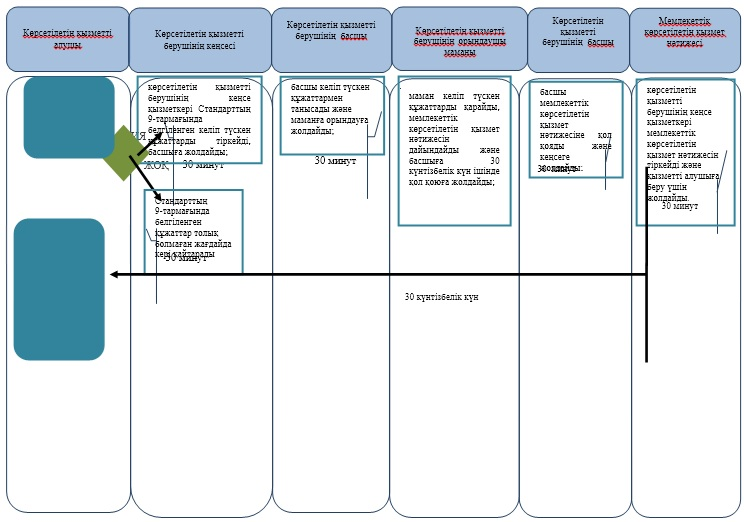 Көрсетілетін қызметті
алушы
Көрсетілетін қызметті
берушінің кеңсесі
Көрсетілетін қызметті
берушінің басшы
Көрсетілетін қызметті
берушінің орындаушы
маманы
Көрсетілетін
қызметті
берушінің басшы
Мемлекеттік
көрсетілетін қызмет
нәтижесі
көрсетілетін қызметті
берушінің кеңсе
қызметкері Стандарттың
9-тармағында
белгіленген келіп түскен
құжаттарды тіркейді,
басшыға жолдайды;
30 минут
ЖОҚ
Стандарттың
9-тармағында
белгіленген
құжаттар толық
болмаған жағдайда
кері қайтарады
30 минут
басшы келіп түскен
құжаттармен
танысады және
маманға орындауға
жолдайды;
30 минут
маман келіп түскен
құжаттарды қарайды,
мемлекеттік
көрсетілетін қызмет
нәтижесін
дайындайды және
басшыға 30
күнтізбелік күн ішінде
қол қоюға жолдайды;
басшы
мемлекеттік
көрсетілетін
қызмет
нәтижесіне қол
қояды және
кеңсеге
жолдайды;
30 минут
көрсетілетін
қызметті
берушінің кеңсе
қызметкері
мемлекеттік
көрсетілетін
қызмет нәтижесін
тіркейді және
қызметті алушыға
беру үшін
жолдайды.
30 минут
30 күнтізбелік күн